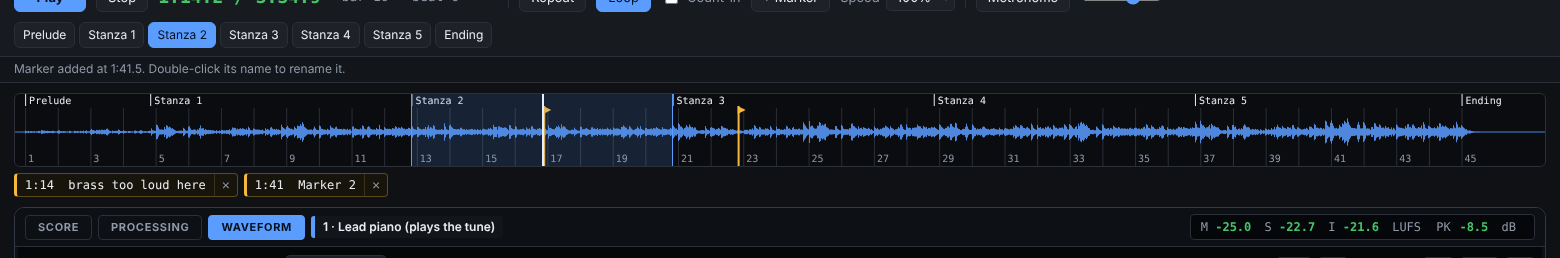 Play Stop Repeat Loop Count-in Marker Speed 100% Metronome
Prelude Stanza 1 Stanza 2 Stanza 3 Stanza 4 Stanza 5 Ending
Marker added at 1:41.5. Double-click its name to rename it.
Prelude Stanza 1 Stanza 2 Stanza 3 Stanza 4 Stanza 5 Ending
1 3 5 7 9 11 13 15 17 19 21 23 25 27 29 31 33 35 37 39 41 43 45
1:14 brass too loud here × 1:41 Marker 2 ×
SCORE PROCESSING WAVEFORM 1 · Lead piano (plays the tune) M -25.0 S -22.7 I -21.6 LUFS PK -8.5 dB